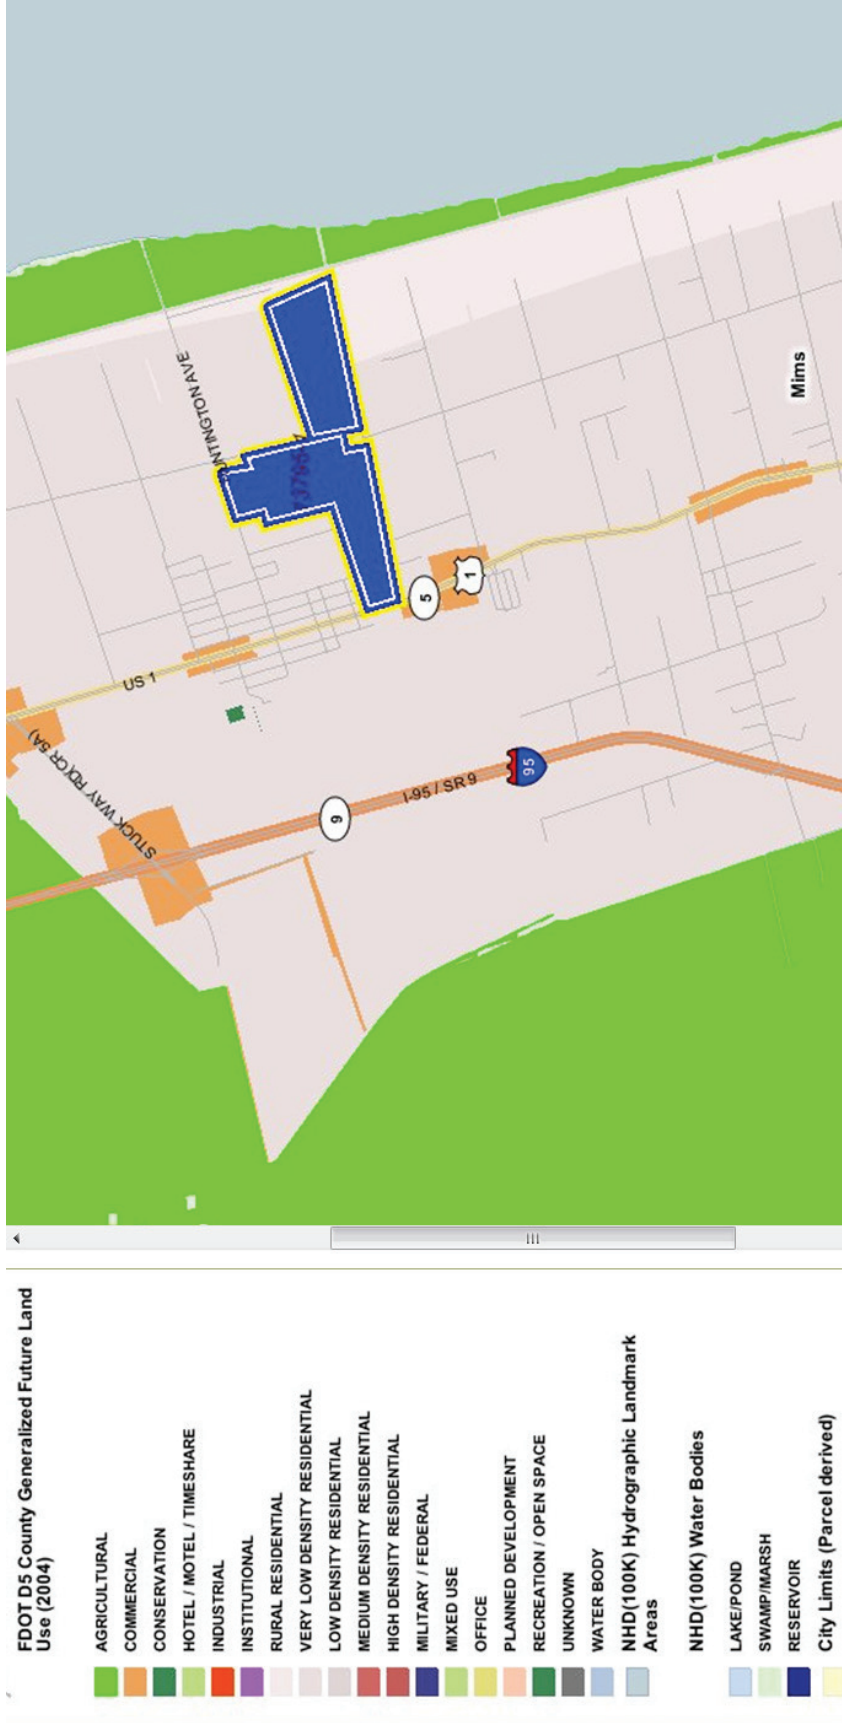 FDOT D5 County Generalized Future Land
Use (2004)
AGRICULTURAL
COMMERCIAL
CONSERVATION
HOTEL / MOTEL / TIMESHARE
INDUSTRIAL
INSTITUTIONAL
RURAL RESIDENTIAL
VERY LOW DENSITY RESIDENTIAL
LOW DENSITY RESIDENTIAL
MEDIUM DENSITY RESIDENTIAL
HIGH DENSITY RESIDENTIAL
MILITARY / FEDERAL
MIXED USE
OFFICE
PLANNED DEVELOPMENT
RECREATION / OPEN SPACE
UNKNOWN
WATER BODY
NHD(100K) Hydrographic Landmark
Areas
NHD(100K) Water Bodies
LAKE/POND
SWAMP/MARSH
RESERVOIR
City Limits (Parcel derived)
STUCK WAY RD(CR 5A)
US 1
UNTINGTON AVE
9
I-95 / SR 9
95
5
1
Mims